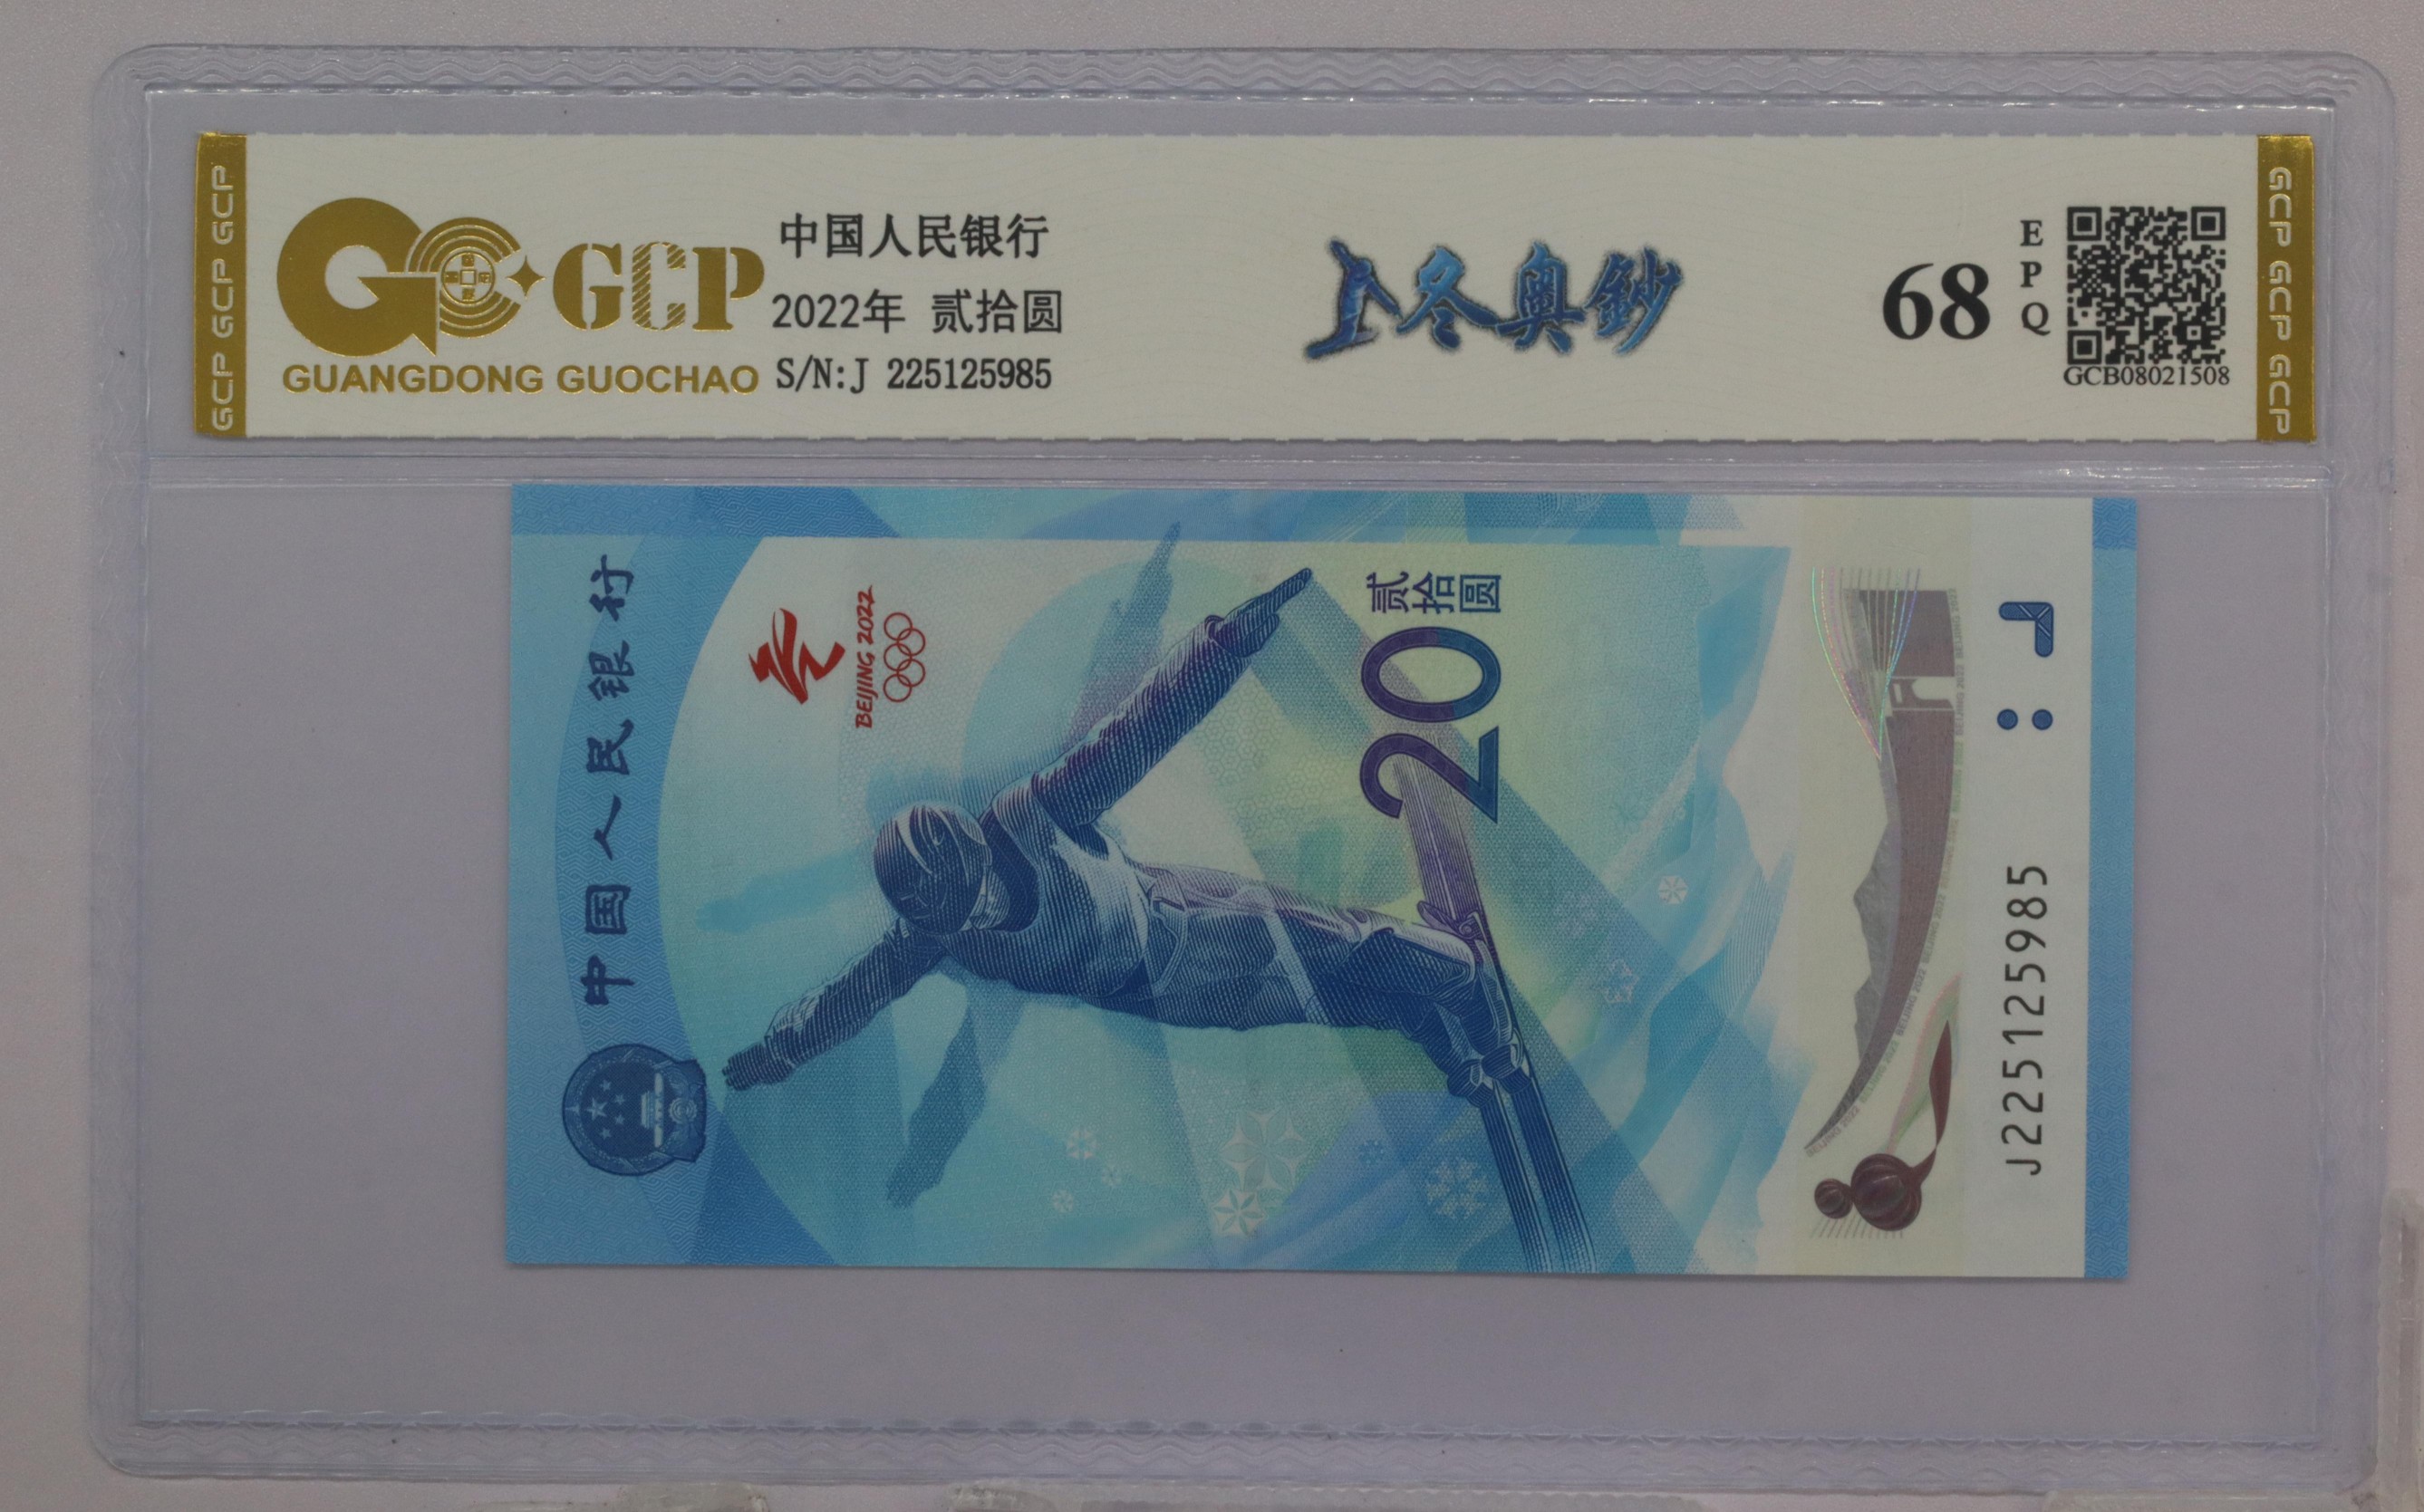 GCP GCP GCP
GCP
GUANGDONG GUOCHAO
中国人民银行
2022年 贰拾圆
S/N:J 225125985
冬奥鈔
68
EPQ
GCB08021508
GCP GCP GCP
中国人民银行
BEIJING 2022
贰拾圆
20
J225125985